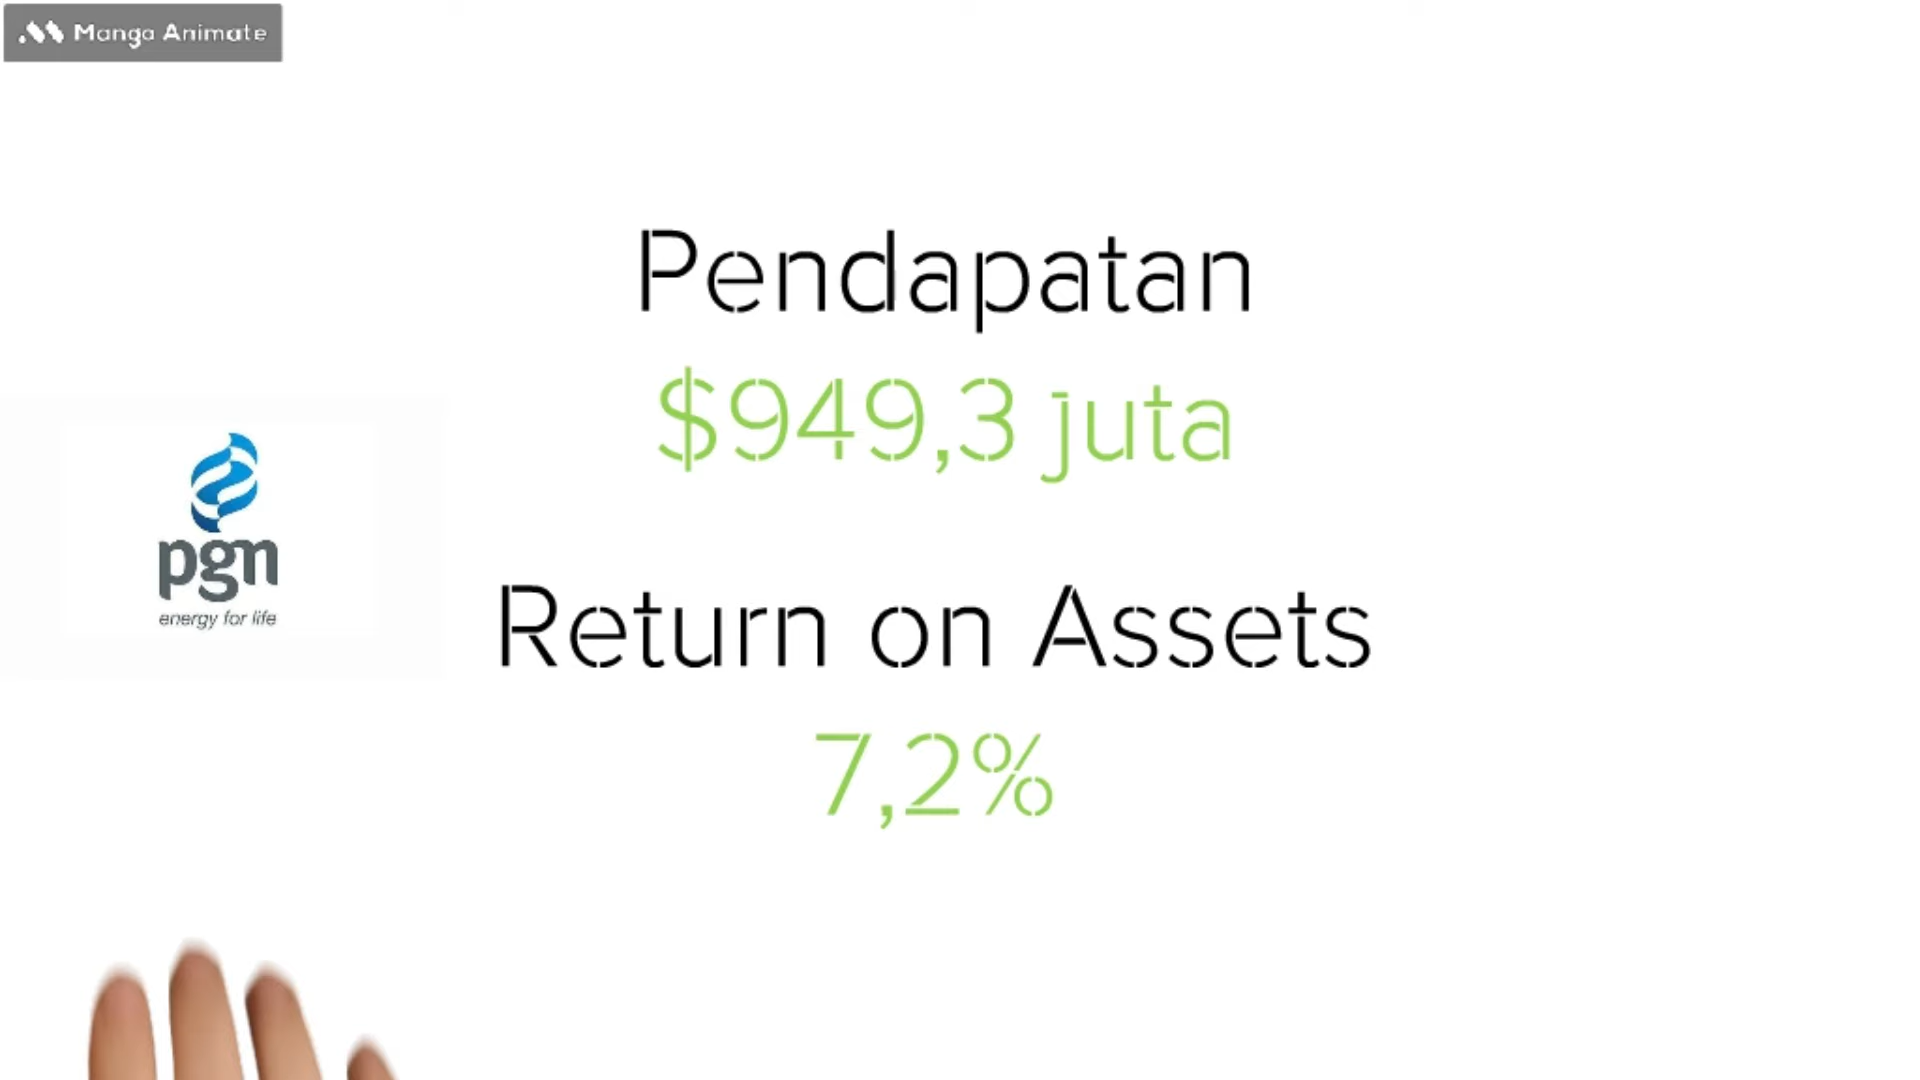 Manga Animate
Pendapatan
$949,3 juta
pgn
energy for life
Return on Assets
7,2%